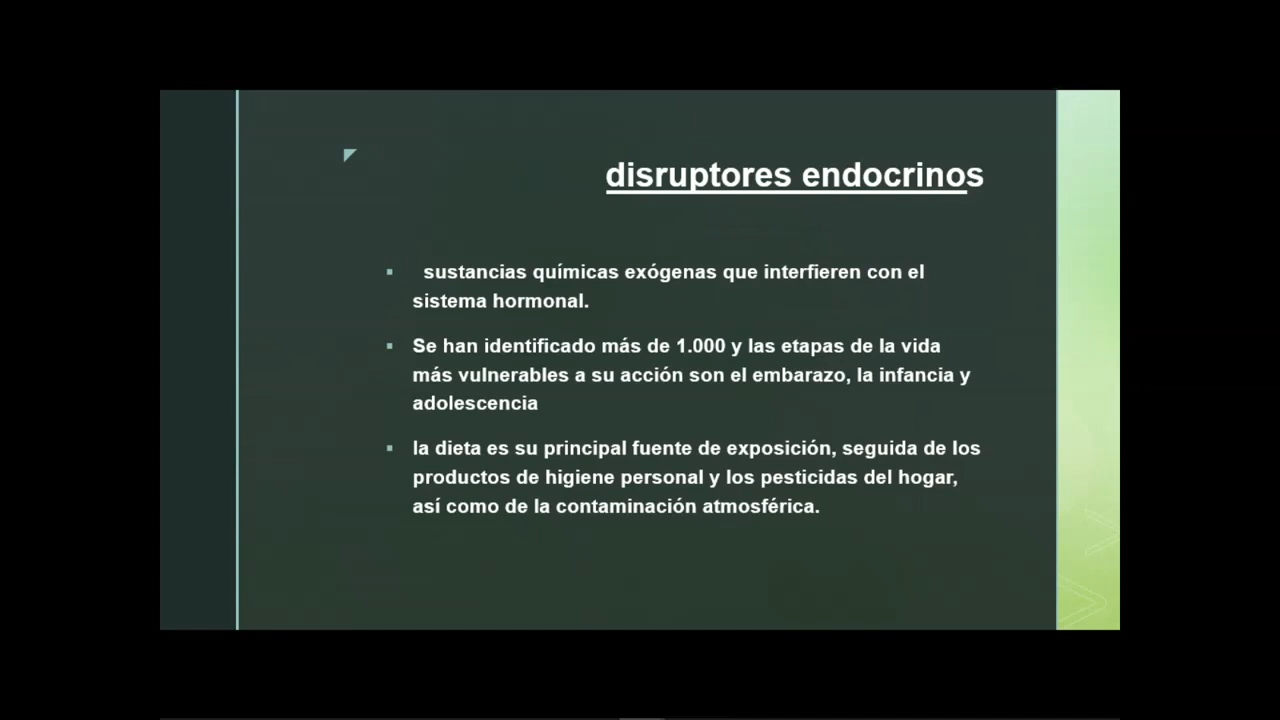 disruptores endocrinos
sustancias químicas exógenas que interfieren con el
sistema hormonal.
Se han identificado más de 1.000 y las etapas de la vida
más vulnerables a su acción son el embarazo, la infancia y
adolescencia
la dieta es su principal fuente de exposición, seguida de los
productos de higiene personal y los pesticidas del hogar,
así como de la contaminación atmosférica.